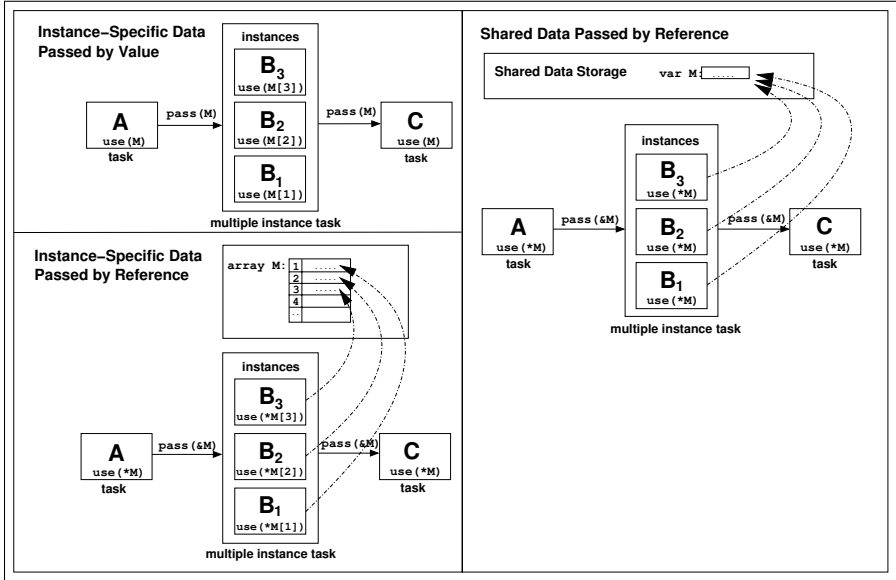 Instance−Specific Data
Passed by Value
instances
B3
use(M[3])
B2
use(M[2])
B1
use(M[1])
multiple instance task
A
use(M)
task
pass(M)
pass(M)
C
use(M)
task
Instance−Specific Data
Passed by Reference
array M:
1 .....
2 .....
3 .....
4
..
instances
B3
use(*M[3])
B2
use(*M[2])
B1
use(*M[1])
multiple instance task
A
use(*M)
task
pass(&M)
pass(&M)
C
use(*M)
task
Shared Data Passed by Reference
Shared Data Storage
var M: .....
instances
B3
use(*M)
B2
use(*M)
B1
use(*M)
multiple instance task
A
use(*M)
task
pass(&M)
pass(&M)
C
use(*M)
task